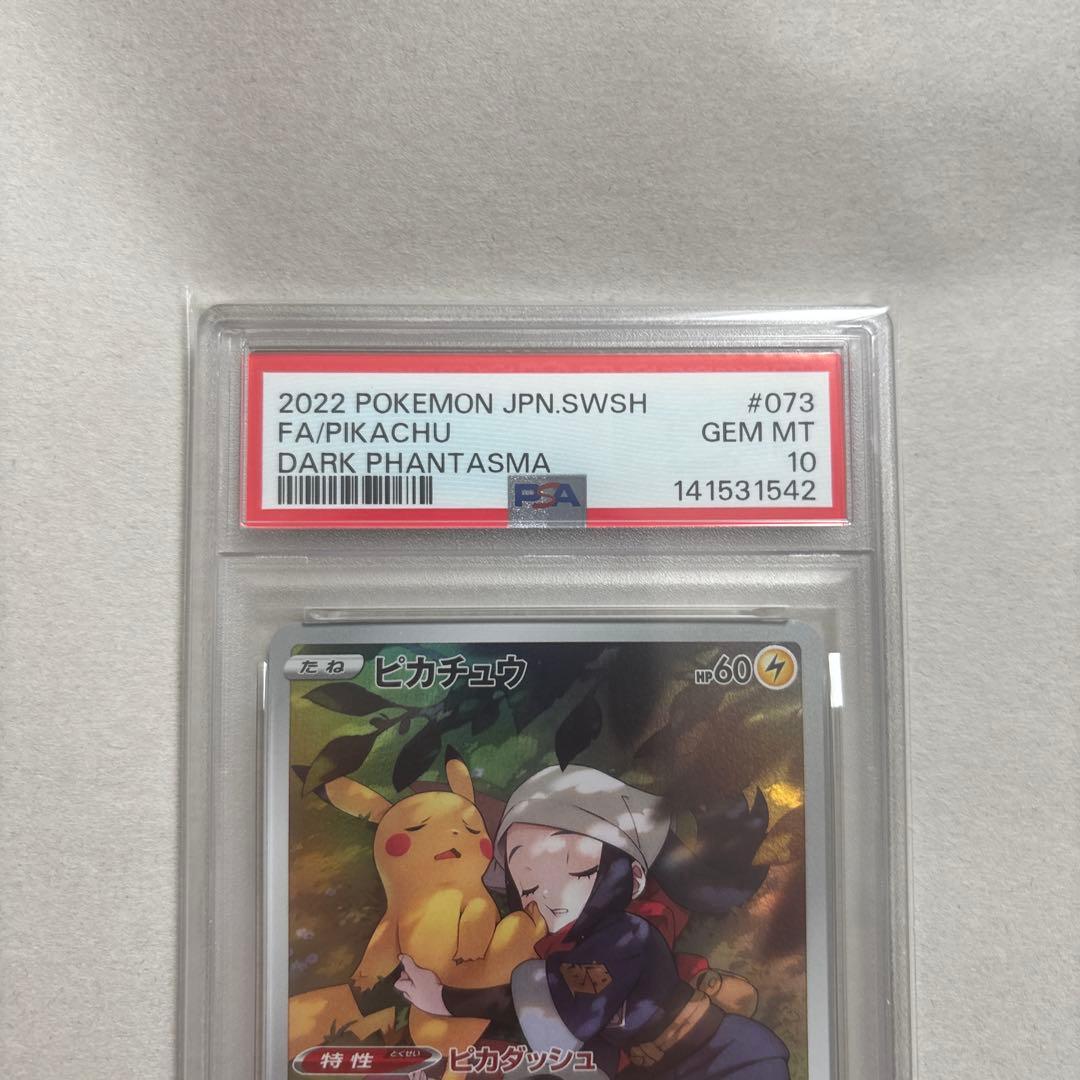 2022 POKEMON JPN.SWSH #073
FA/PIKACHU GEM MT
DARK PHANTASMA 10
PSA 141531542
たね ピカチュウ HP60
特性 とくせい ピカダッシュ